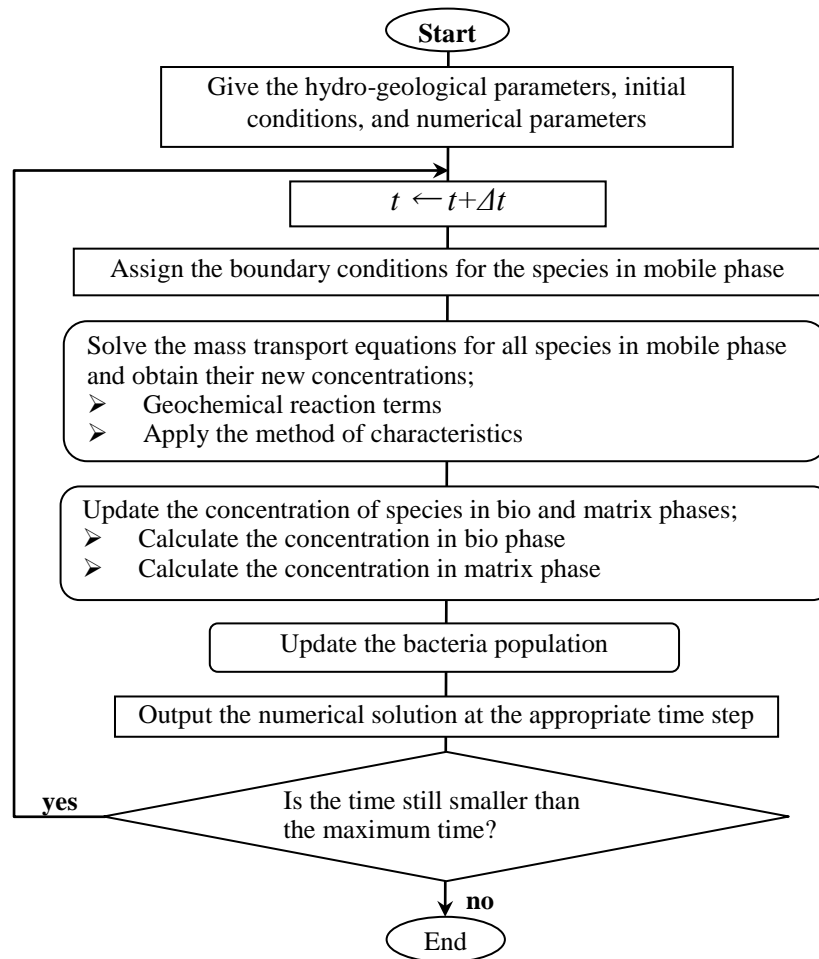 Start
Give the hydro-geological parameters, initial
conditions, and numerical parameters
t ← t+Δt
Assign the boundary conditions for the species in mobile phase
Solve the mass transport equations for all species in mobile phase
and obtain their new concentrations;
➢ Geochemical reaction terms
➢ Apply the method of characteristics
Update the concentration of species in bio and matrix phases;
➢ Calculate the concentration in bio phase
➢ Calculate the concentration in matrix phase
Update the bacteria population
Output the numerical solution at the appropriate time step
yes
Is the time still smaller than
the maximum time?
no
End